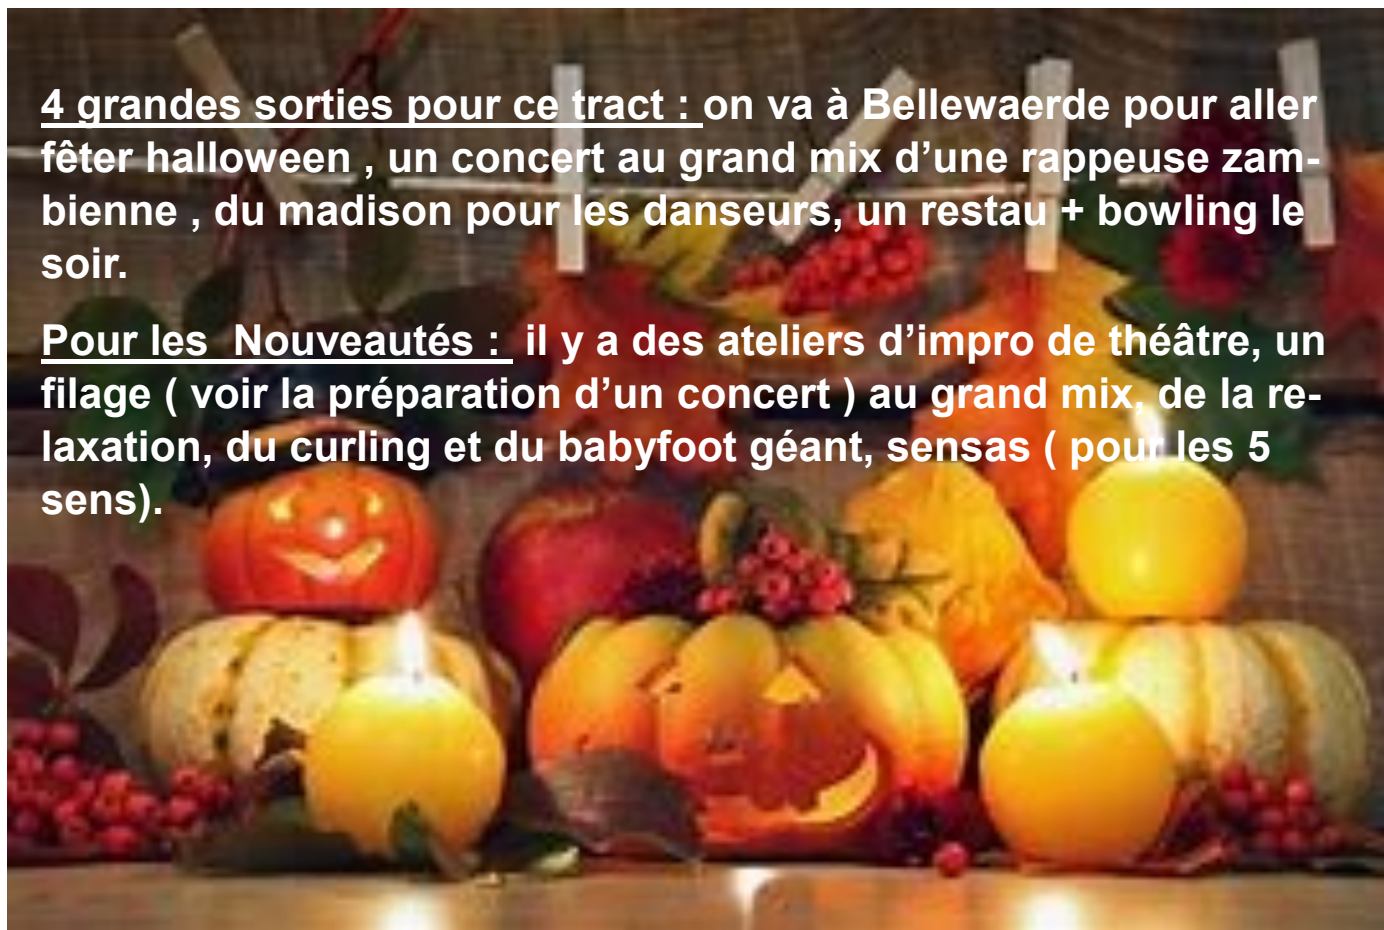 4 grandes sorties pour ce tract : on va à Bellewaerde pour aller
fêter halloween , un concert au grand mix d’une rappeuse zam-
bienne , du madison pour les danseurs, un restau + bowling le
soir.
Pour les  Nouveautés :  il y a des ateliers d’impro de théâtre, un
filage ( voir la préparation d’un concert ) au grand mix, de la re-
laxation, du curling et du babyfoot géant, sensas ( pour les 5
sens).